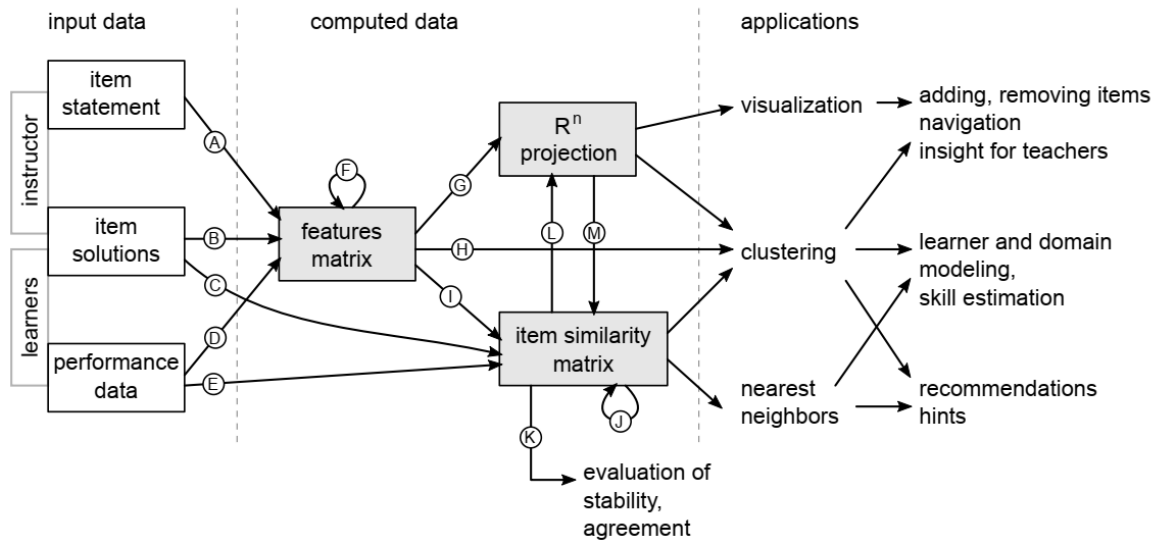 input data
computed data
applications
instructor
learners
item
statement
item
solutions
performance
data
A
B
C
D
E
F
features
matrix
G
H
I
R^n
projection
L
M
item similarity
matrix
J
K
evaluation of
stability,
agreement
visualization
clustering
nearest
neighbors
adding, removing items
navigation
insight for teachers
learner and domain
modeling,
skill estimation
recommendations
hints